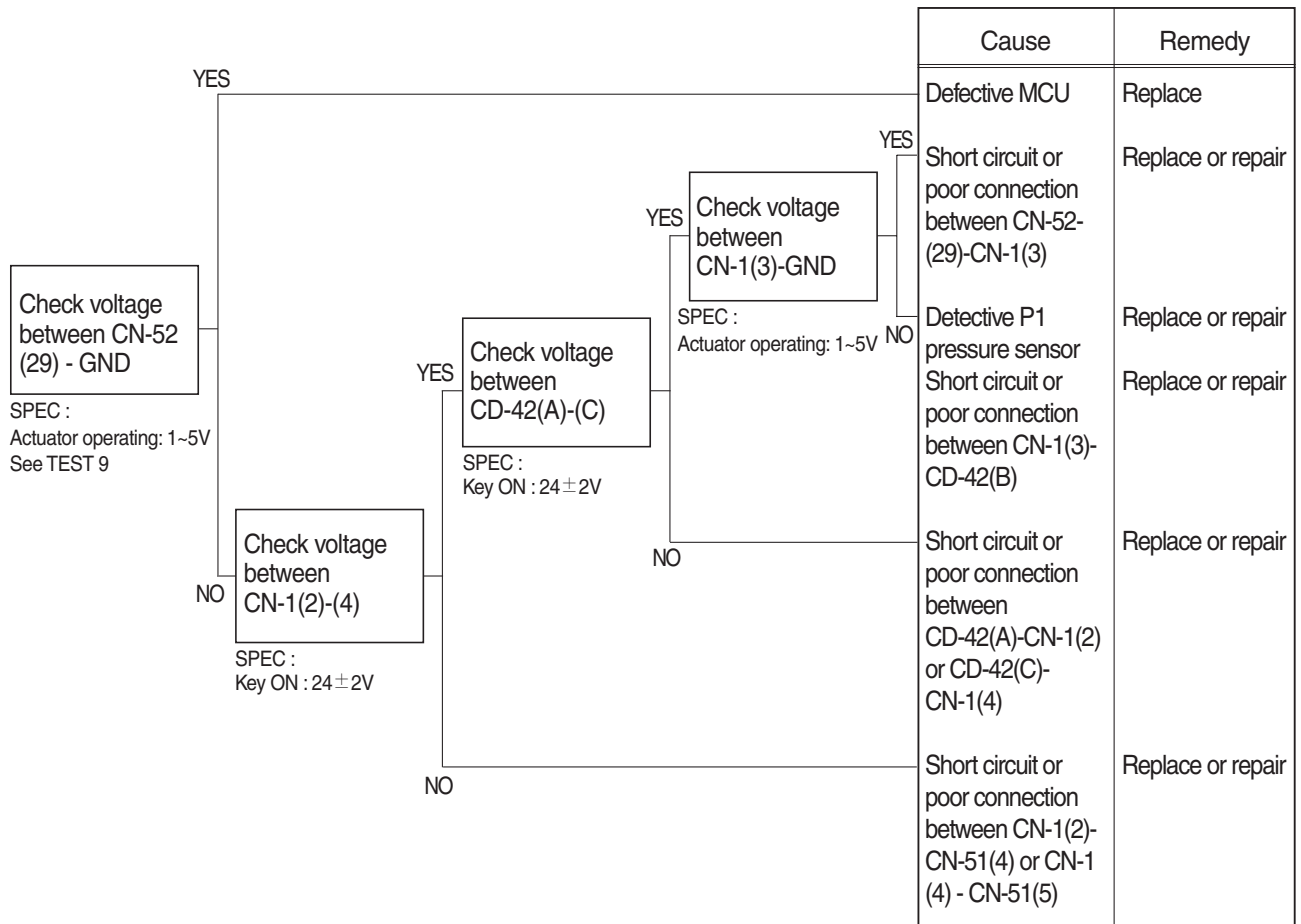 Cause
Remedy
YES
Defective MCU
Replace
YES
Short circuit or
poor connection
between CN-52-
(29)-CN-1(3)
Replace or repair
YES
Check voltage
between
CN-1(3)-GND
SPEC :
Actuator operating: 1~5V
NO
Detective P1
pressure sensor
Replace or repair
Short circuit or
poor connection
between CN-1(3)-
CD-42(B)
Replace or repair
Check voltage
between CN-52
(29) - GND
SPEC :
Actuator operating: 1~5V
See TEST 9
YES
Check voltage
between
CD-42(A)-(C)
SPEC :
Key ON : 24±2V
NO
Short circuit or
poor connection
between
CD-42(A)-CN-1(2)
or CD-42(C)-
CN-1(4)
Replace or repair
NO
Check voltage
between
CN-1(2)-(4)
SPEC :
Key ON : 24±2V
NO
Short circuit or
poor connection
between CN-1(2)-
CN-51(4) or CN-1
(4) - CN-51(5)
Replace or repair